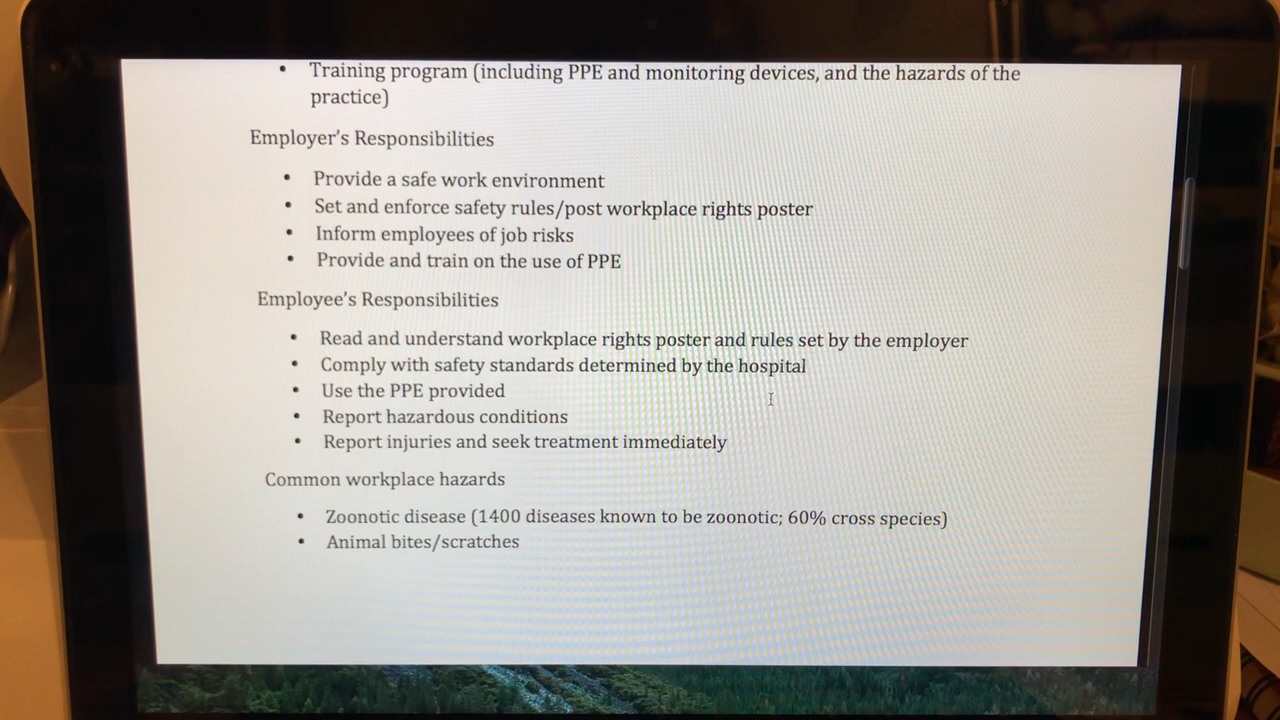 • Training program (including PPE and monitoring devices, and the hazards of the
practice)
Employer's Responsibilities
• Provide a safe work environment
• Set and enforce safety rules/post workplace rights poster
• Inform employees of job risks
• Provide and train on the use of PPE
Employee's Responsibilities
• Read and understand workplace rights poster and rules set by the employer
• Comply with safety standards determined by the hospital
• Use the PPE provided
• Report hazardous conditions
• Report injuries and seek treatment immediately
Common workplace hazards
• Zoonotic disease (1400 diseases known to be zoonotic; 60% cross species)
• Animal bites/scratches